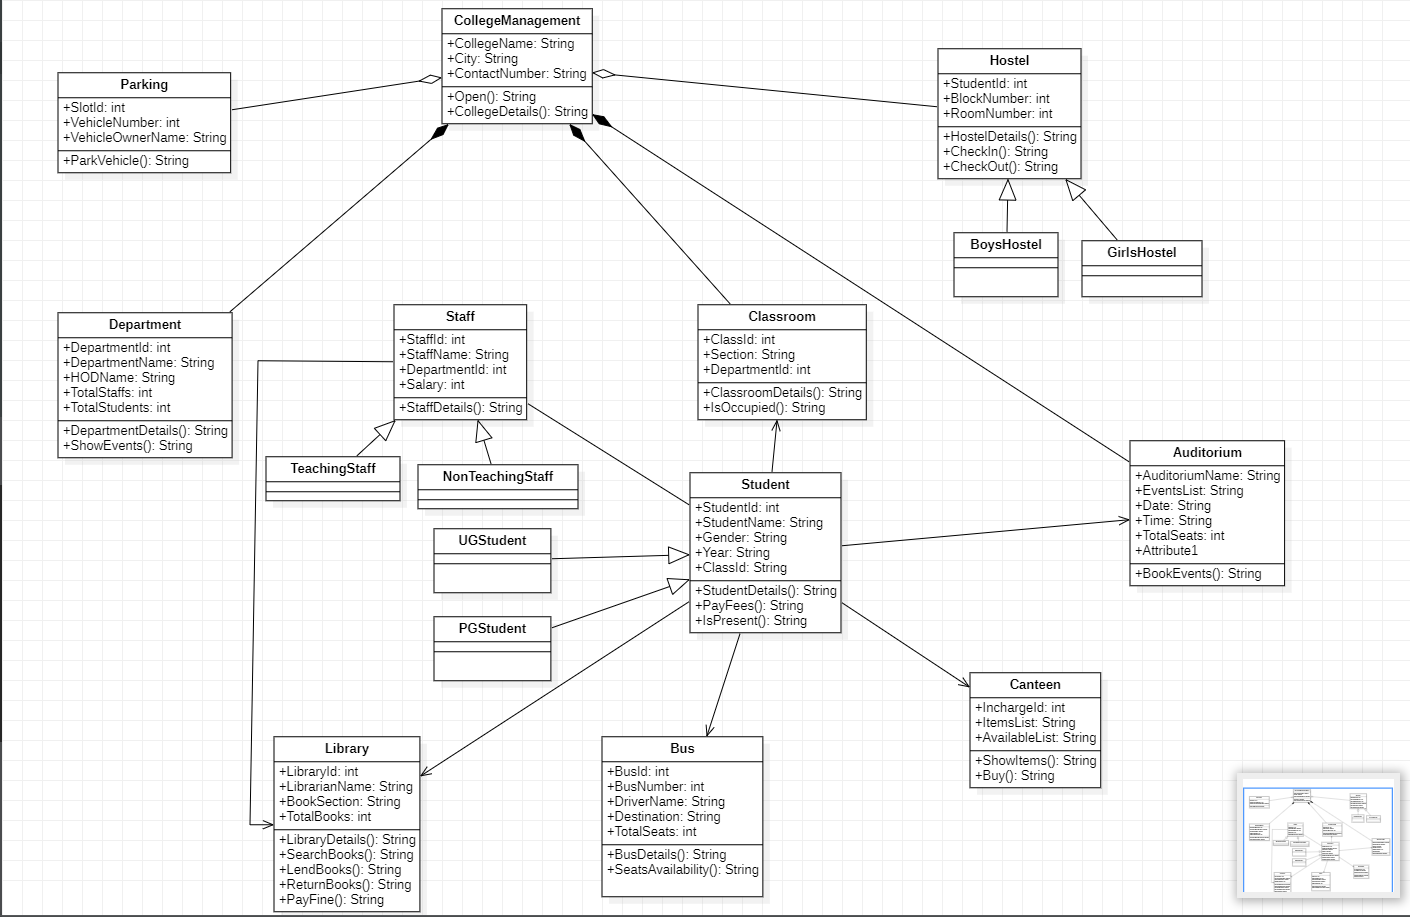 CollegeManagement
+CollegeName: String
+City: String
+ContactNumber: String
+Open(): String
+CollegeDetails(): String
Parking
+SlotId: int
+VehicleNumber: int
+VehicleOwnerName: String
+ParkVehicle(): String
Hostel
+StudentId: int
+BlockNumber: int
+RoomNumber: int
+HostelDetails(): String
+CheckIn(): String
+CheckOut(): String
BoysHostel
GirlsHostel
Department
+DepartmentId: int
+DepartmentName: String
+HODName: String
+TotalStaffs: int
+TotalStudents: int
+DepartmentDetails(): String
+ShowEvents(): String
Staff
+StaffId: int
+StaffName: String
+DepartmentId: int
+Salary: int
+StaffDetails(): String
Classroom
+ClassId: int
+Section: String
+DepartmentId: int
+ClassroomDetails(): String
+IsOccupied(): String
TeachingStaff
NonTeachingStaff
Auditorium
+AuditoriumName: String
+EventsList: String
+Date: String
+Time: String
+TotalSeats: int
+Attribute1
+BookEvents(): String
Student
+StudentId: int
+StudentName: String
+Gender: String
+Year: String
+ClassId: String
+StudentDetails(): String
+PayFees(): String
+IsPresent(): String
UGStudent
PGStudent
Canteen
+InchargeId: int
+ItemsList: String
+AvailableList: String
+ShowItems(): String
+Buy(): String
Library
+LibraryId: int
+LibrarianName: String
+BookSection: String
+TotalBooks: int
+LibraryDetails(): String
+SearchBooks(): String
+LendBooks(): String
+ReturnBooks(): String
+PayFine(): String
Bus
+BusId: int
+BusNumber: int
+DriverName: String
+Destination: String
+TotalSeats: int
+BusDetails(): String
+SeatsAvailability(): String